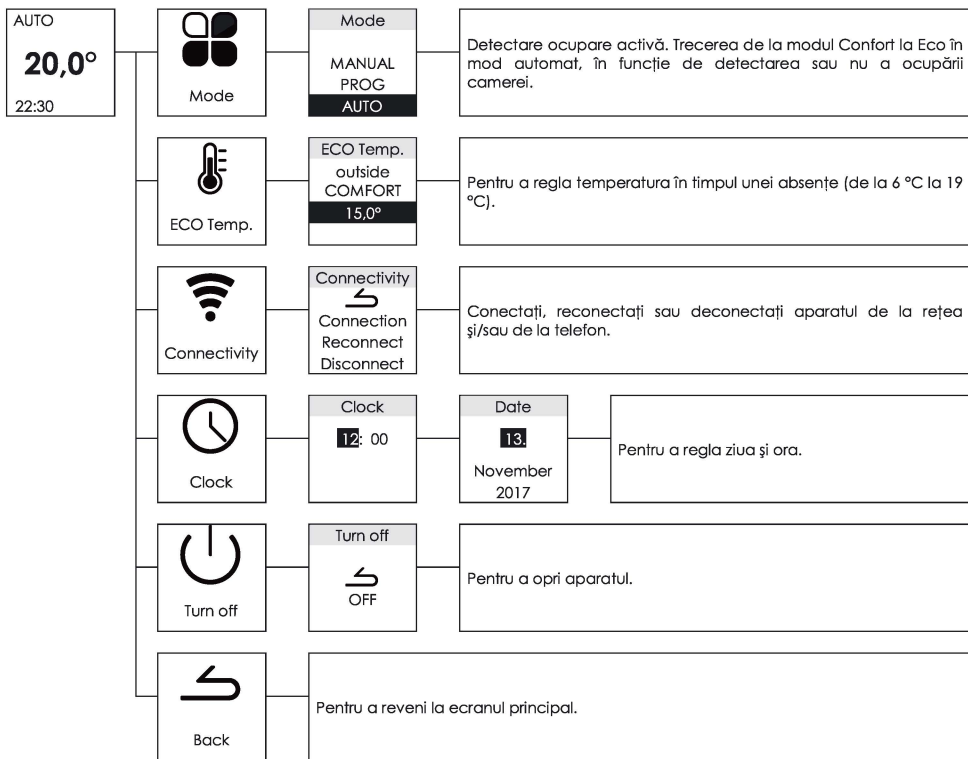 AUTO
20,0°
22:30
Mode
Mode
MANUAL
PROG
AUTO
Detectare ocupare activă. Trecerea de la modul Confort la Eco în
mod automat, în funcție de detectarea sau nu a ocupării
camerei.
ECO Temp.
ECO Temp.
outside
COMFORT
15,0°
Pentru a regla temperatura în timpul unei absențe (de la 6 °C la 19
°C).
Connectivity
Connectivity
Connection
Reconnect
Disconnect
Conectați, reconectați sau deconectați aparatul de la rețea
şi/sau de la telefon.
Clock
Clock
12: 00
Date
13.
November
2017
Pentru a regla ziua şi ora.
Turn off
Turn off
OFF
Pentru a opri aparatul.
Back
Pentru a reveni la ecranul principal.